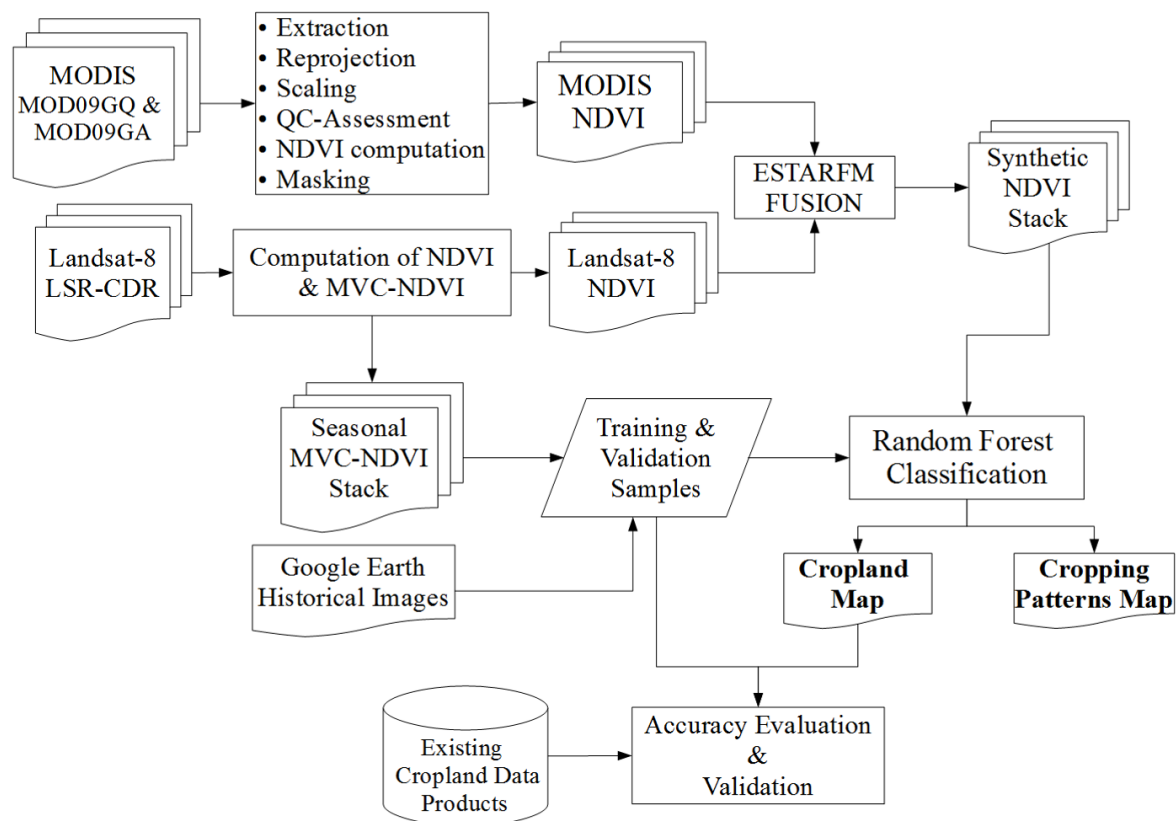 MODIS
MOD09GQ &
MOD09GA
• Extraction
• Reprojection
• Scaling
• QC-Assessment
• NDVI computation
• Masking
MODIS
NDVI
ESTARFM
FUSION
Synthetic
NDVI
Stack
Landsat-8
LSR-CDR
Computation of NDVI
& MVC-NDVI
Landsat-8
NDVI
Seasonal
MVC-NDVI
Stack
Training &
Validation
Samples
Random Forest
Classification
Google Earth
Historical Images
Cropland
Map
Cropping
Patterns Map
Existing
Cropland Data
Products
Accuracy Evaluation
&
Validation